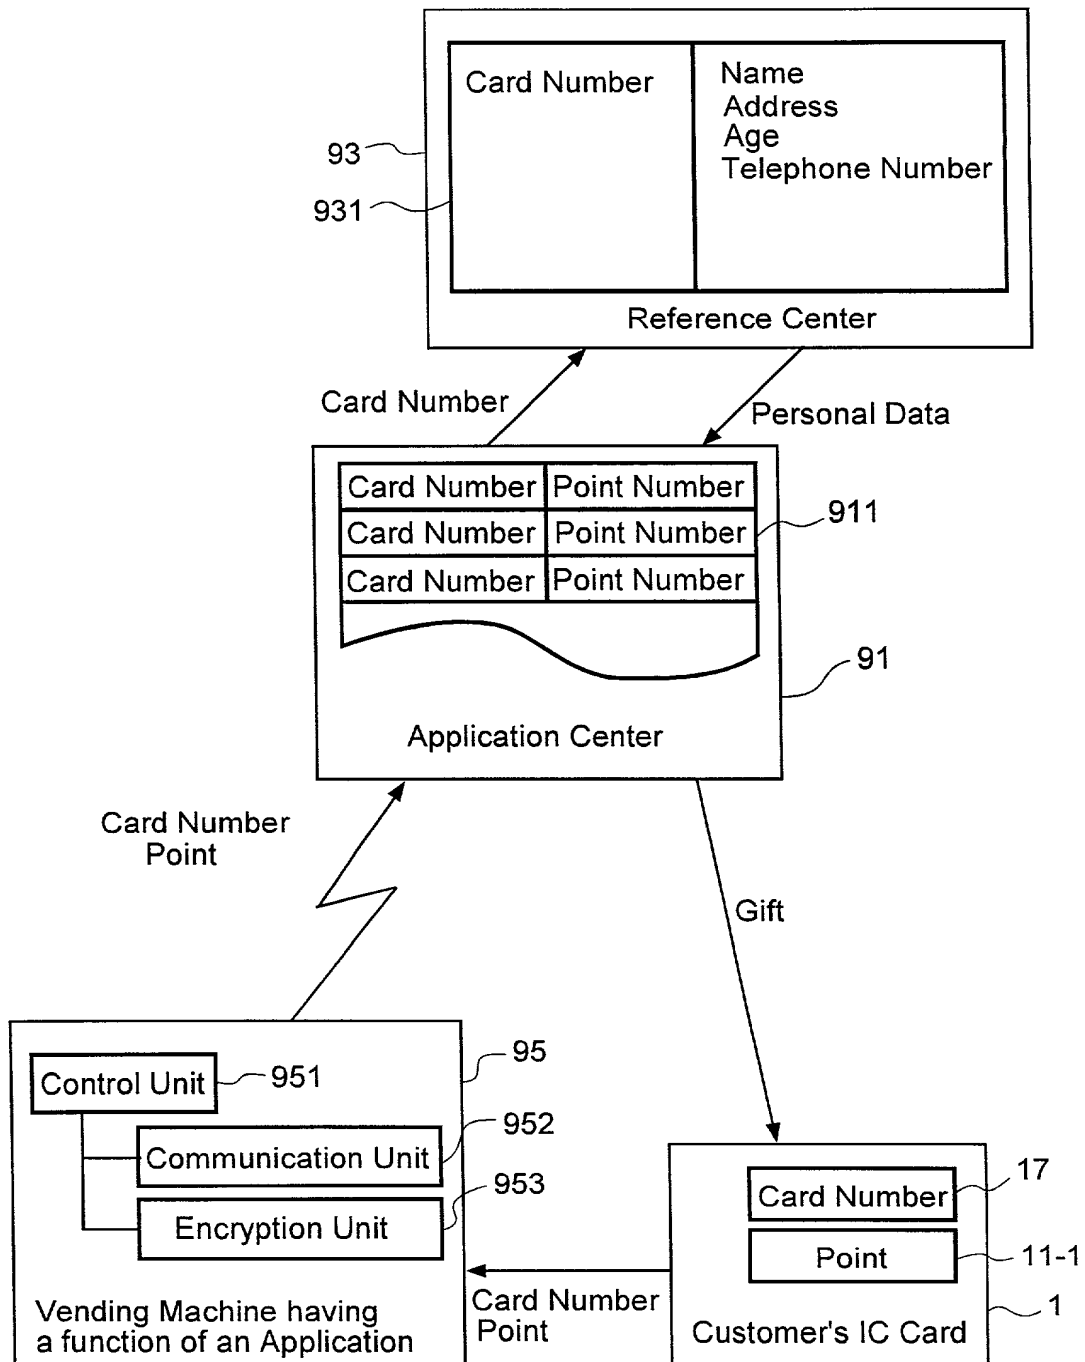 Card Number
Name
Address
Age
Telephone Number
93
931
Reference Center
Card Number
Personal Data
Card Number Point Number
Card Number Point Number
Card Number Point Number
911
91
Application Center
Card Number
Point
Gift
95
Control Unit
951
952
Communication Unit
953
Encryption Unit
Vending Machine having
a function of an Application
Card Number
Point
17
Card Number
Point
11-1
1
Customer's IC Card